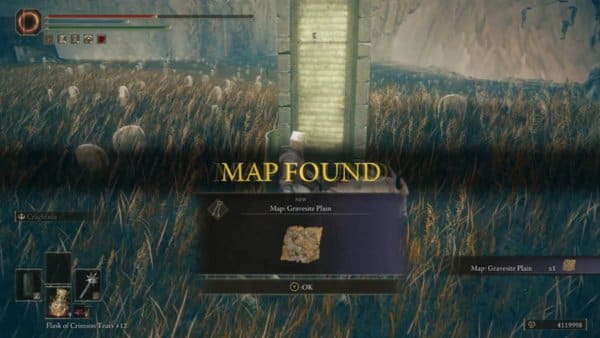 MAP FOUND
NEW
Map: Gravesite Plain
Y:OK
Map: Gravesite Plain x1
Flask of Crimson Tears +12
4119998